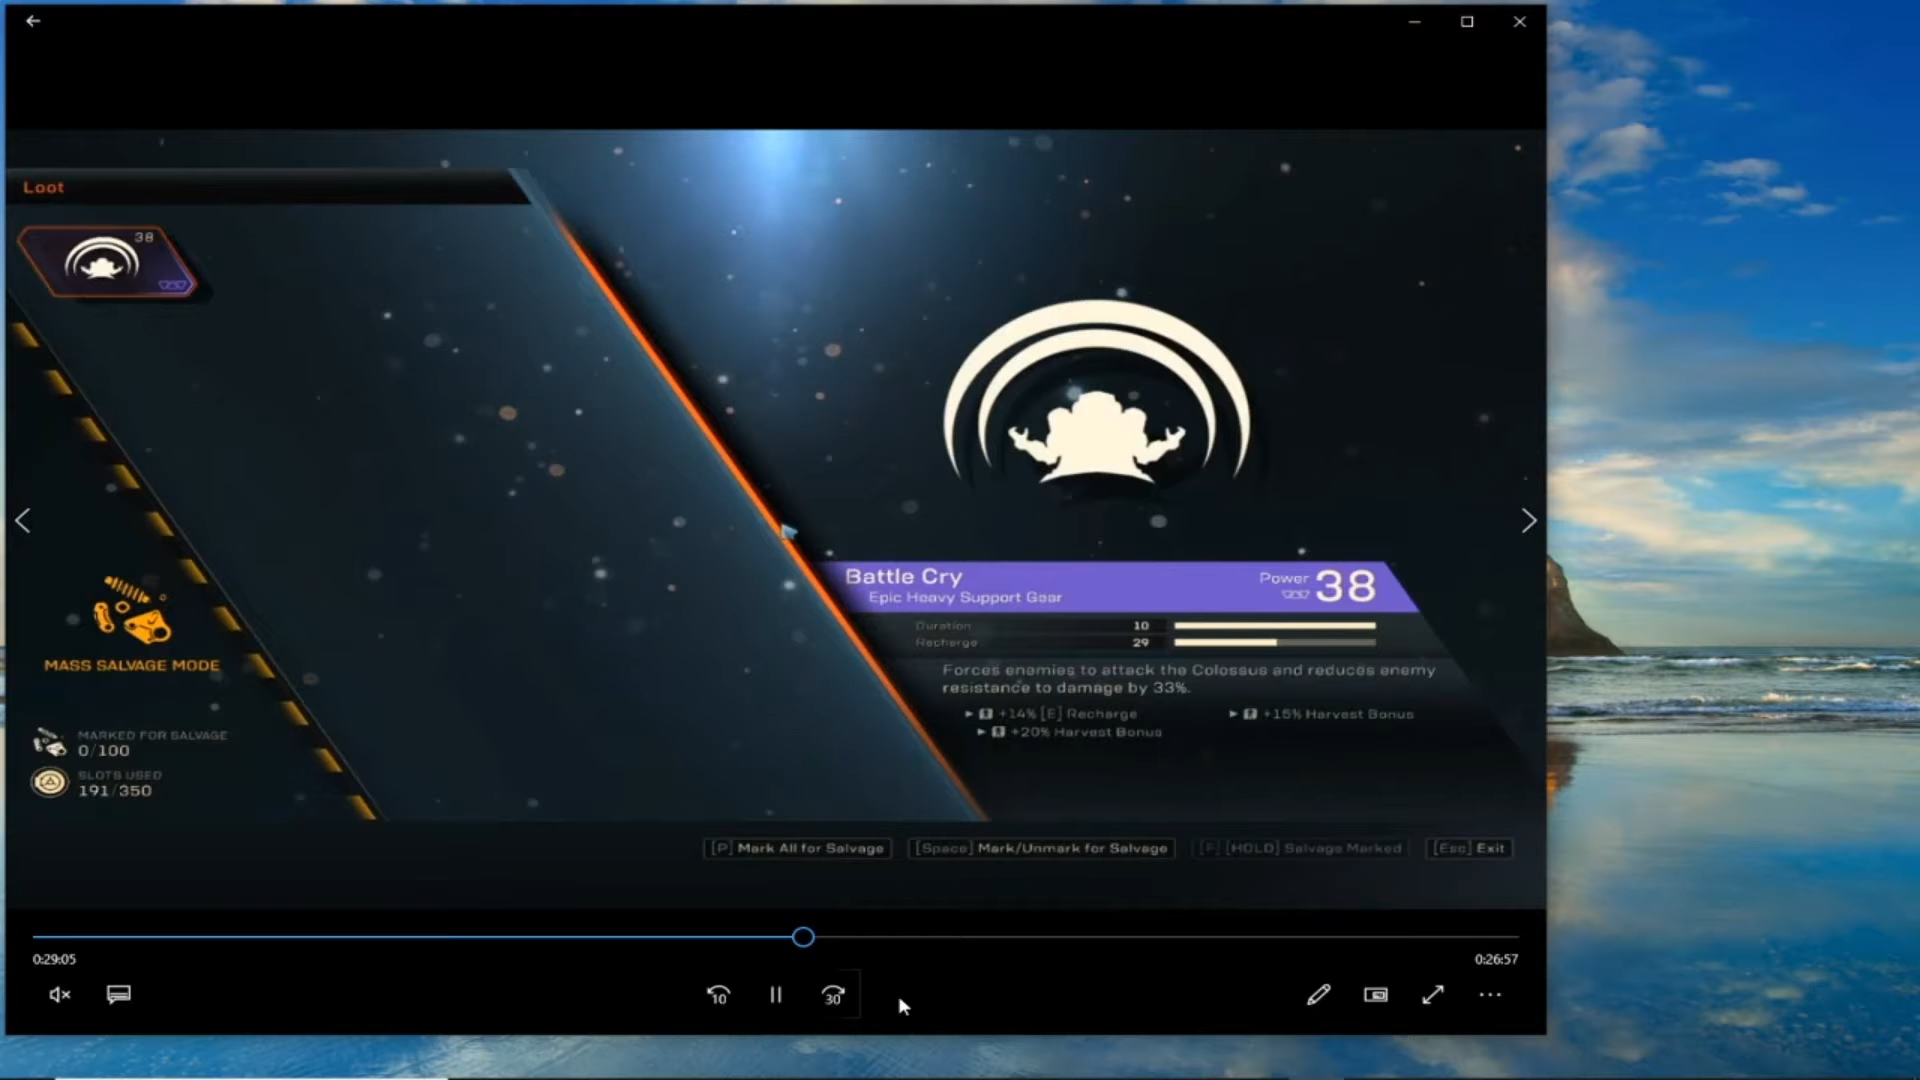 Loot
38
Battle Cry
Epic Heavy Support Gear
Power 38
Duration 10
Recharge 29
Forces enemies to attack the Colossus and reduces enemy
resistance to damage by 33%.
+14% [E] Recharge
+15% Harvest Bonus
+20% Harvest Bonus
MASS SALVAGE MODE
MARKED FOR SALVAGE
0/100
SLOTS USED
191/350
[P] Mark All for Salvage
[Space] Mark/Unmark for Salvage
[HOLD] Salvage Marked
[Esc] Exit
0:29:05
0:26:57
10
30